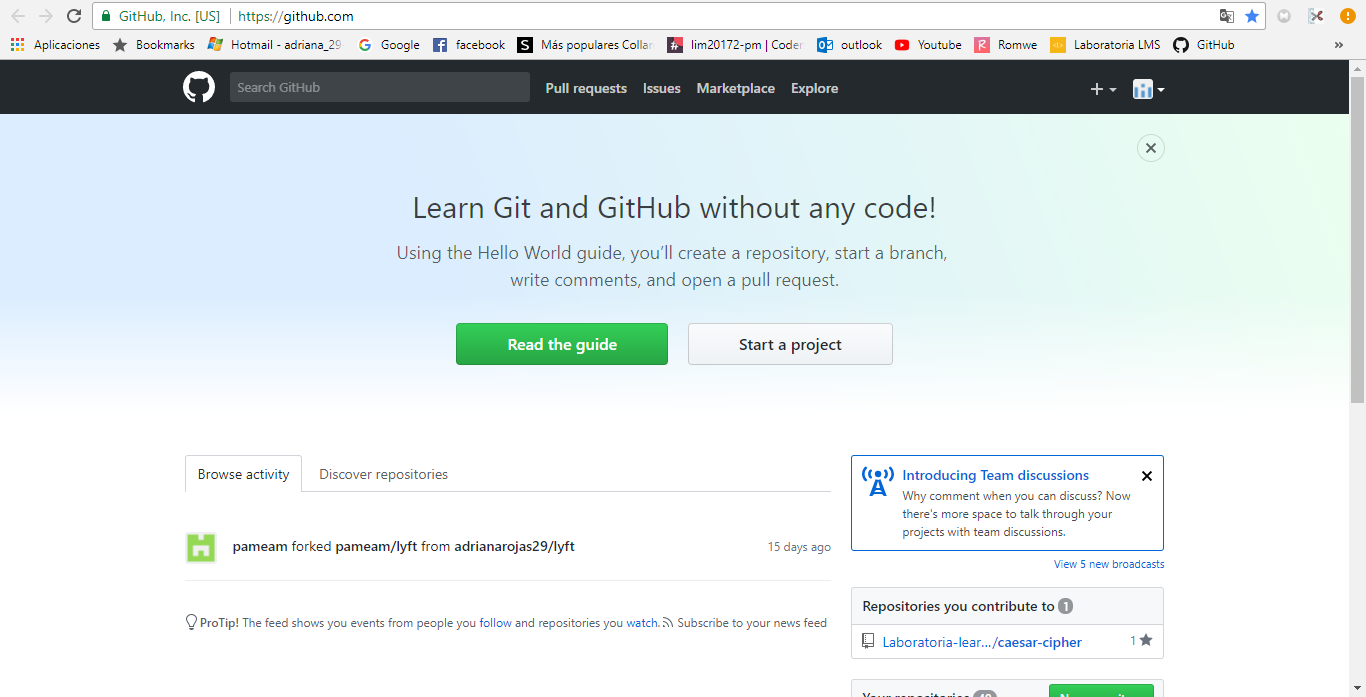 GitHub, Inc. [US] https://github.com
Aplicaciones Bookmarks Hotmail - adriana_29 Google facebook Más populares Collar lim20172-pm | Coder outlook Youtube Romwe Laboratoria LMS GitHub »
Search GitHub Pull requests Issues Marketplace Explore
Learn Git and GitHub without any code!
Using the Hello World guide, you’ll create a repository, start a branch,
write comments, and open a pull request.
Read the guide Start a project
Browse activity Discover repositories
pameam forked pameam/lyft from adrianarojas29/lyft 15 days ago
ProTip! The feed shows you events from people you follow and repositories you watch. Subscribe to your news feed
Introducing Team discussions
Why comment when you can discuss? Now
there's more space to talk through your
projects with team discussions.
View 5 new broadcasts
Repositories you contribute to 1
Laboratoria-lear…/caesar-cipher 1
Your repositories